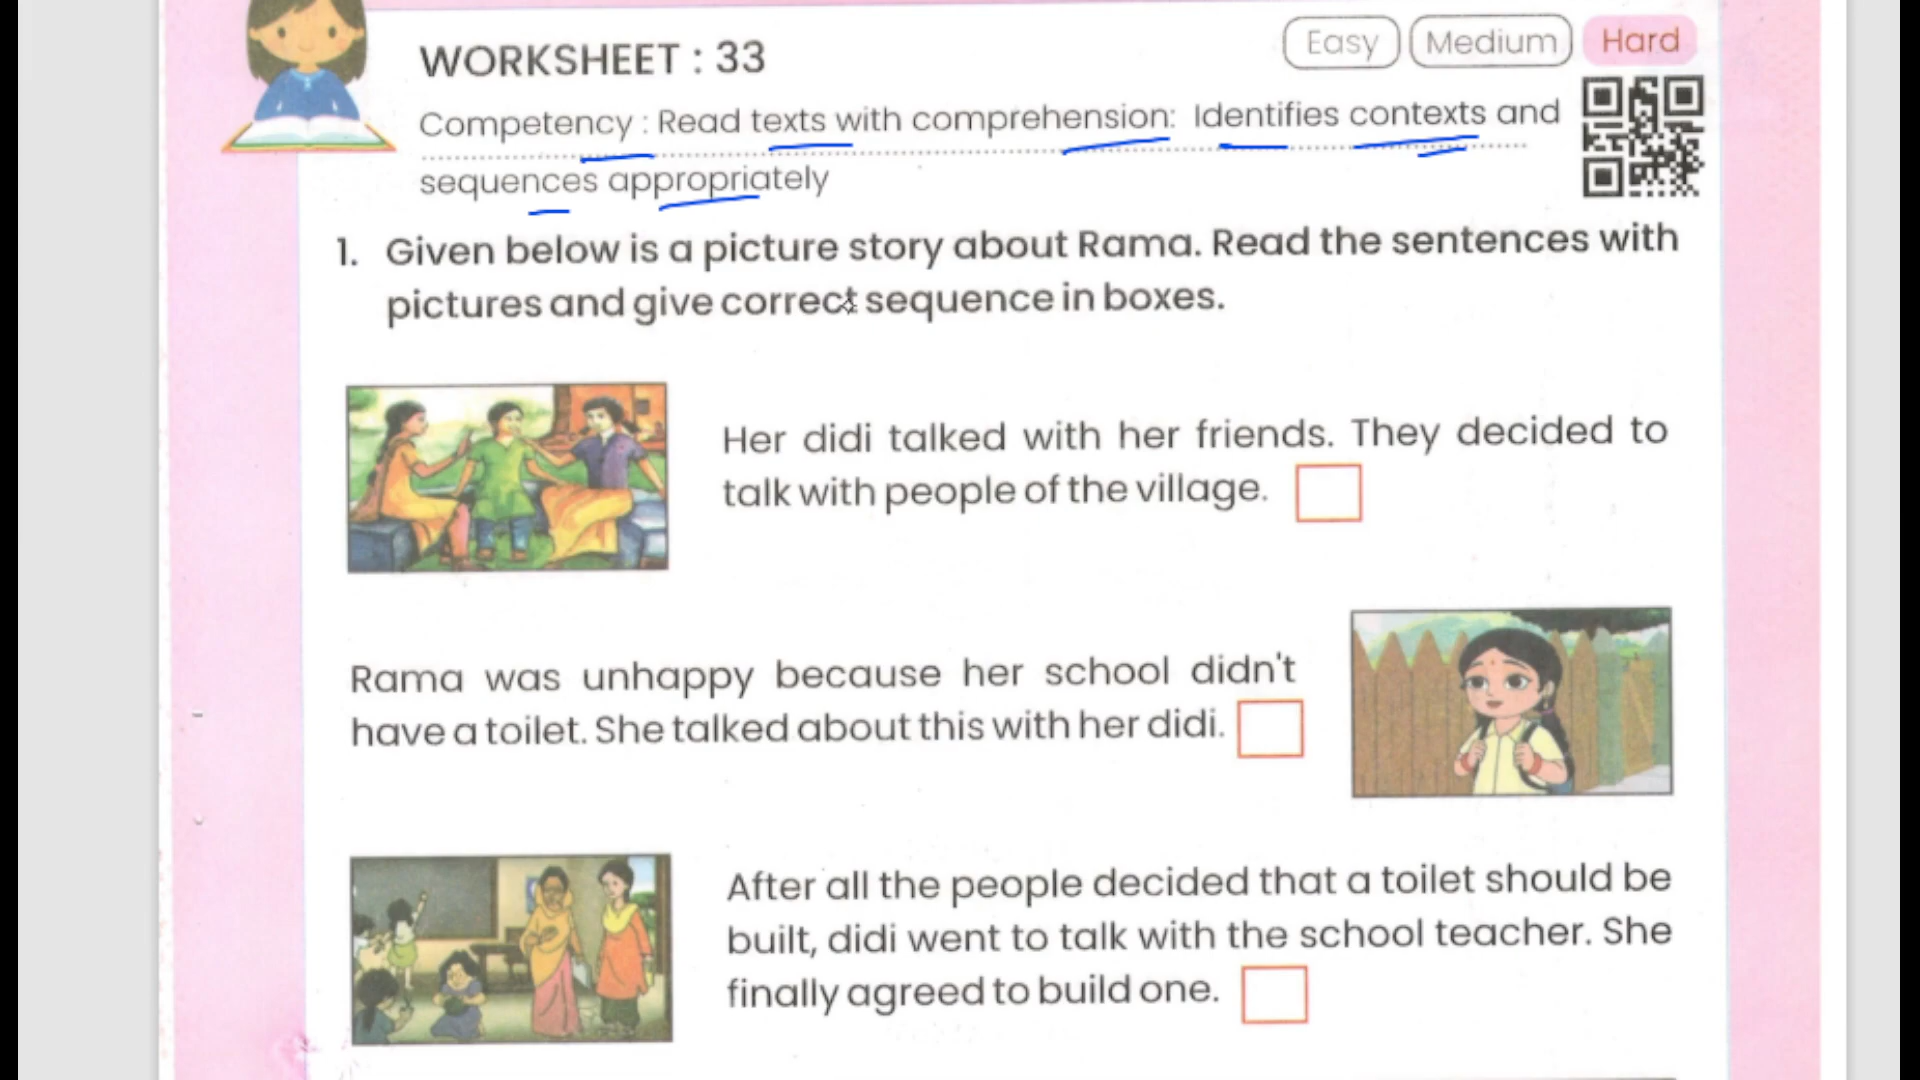 WORKSHEET : 33
Easy Medium Hard
Competency : Read texts with comprehension: Identifies contexts and
sequences appropriately
1. Given below is a picture story about Rama. Read the sentences with
pictures and give correct sequence in boxes.
Her didi talked with her friends. They decided to
talk with people of the village.
Rama was unhappy because her school didn't
have a toilet. She talked about this with her didi.
After all the people decided that a toilet should be
built, didi went to talk with the school teacher. She
finally agreed to build one.